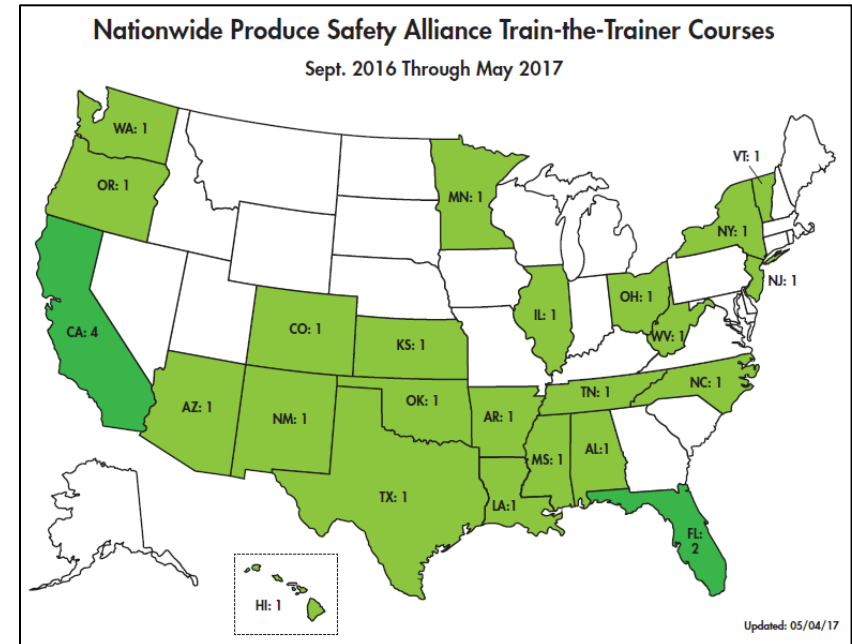 Nationwide Produce Safety Alliance Train-the-Trainer Courses
Sept. 2016 Through May 2017
WA: 1
VT: 1
OR: 1
MN: 1
NY: 1
NJ: 1
OH: 1
IL: 1
CO: 1
CA: 4
WV: 1
KS: 1
NC: 1
TN: 1
OK: 1
AZ: 1
AR: 1
NM: 1
AL:1
MS: 1
TX: 1
LA:1
FL:
2
HI: 1
Updated: 05/04/17